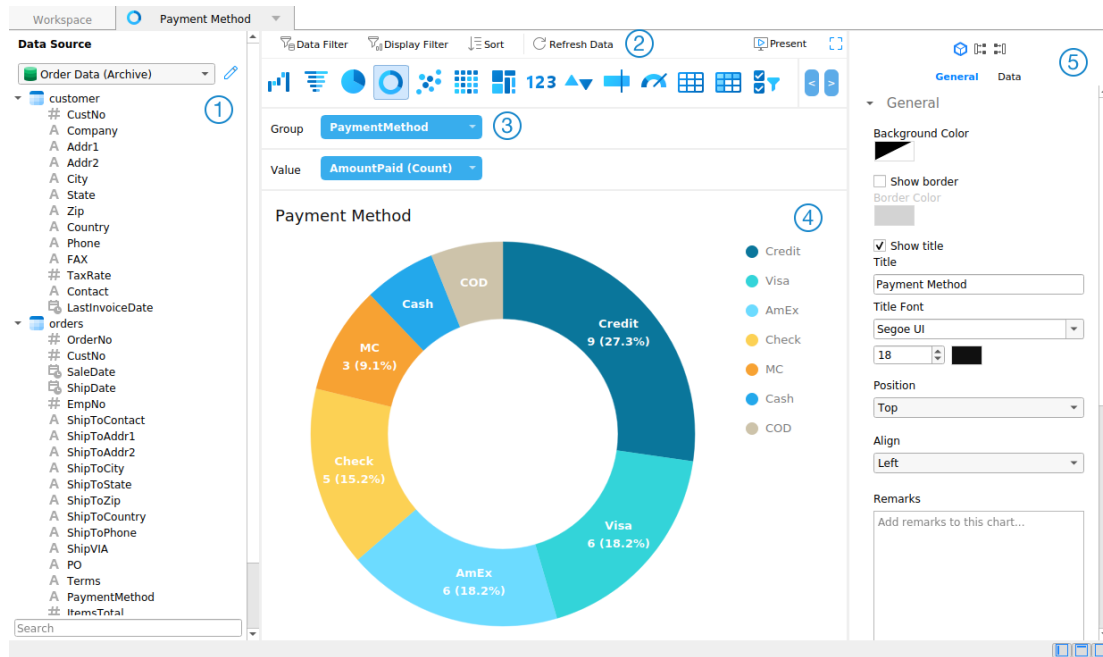 Workspace
Payment Method
Data Source
Order Data (Archive)
1
customer
# CustNo
A Company
A Addr1
A Addr2
A City
A State
A Zip
A Country
A Phone
A FAX
# TaxRate
A Contact
LastInvoiceDate
orders
# OrderNo
# CustNo
SaleDate
ShipDate
# EmpNo
A ShipToContact
A ShipToAddr1
A ShipToAddr2
A ShipToCity
A ShipToState
A ShipToZip
A ShipToCountry
A ShipToPhone
A ShipVIA
A PO
A Terms
A PaymentMethod
# ItemsTotal
Search
Data Filter Display Filter Sort Refresh Data 2 Present
123
Group PaymentMethod 3
Value AmountPaid (Count)
Payment Method
4
COD
Cash
Credit
9 (27.3%)
MC
3 (9.1%)
Check
5 (15.2%)
Visa
6 (18.2%)
AmEx
6 (18.2%)
Credit
Visa
AmEx
Check
MC
Cash
COD
5
General Data
General
Background Color
Show border
Border Color
Show title
Title
Payment Method
Title Font
Segoe UI
18
Position
Top
Align
Left
Remarks
Add remarks to this chart...